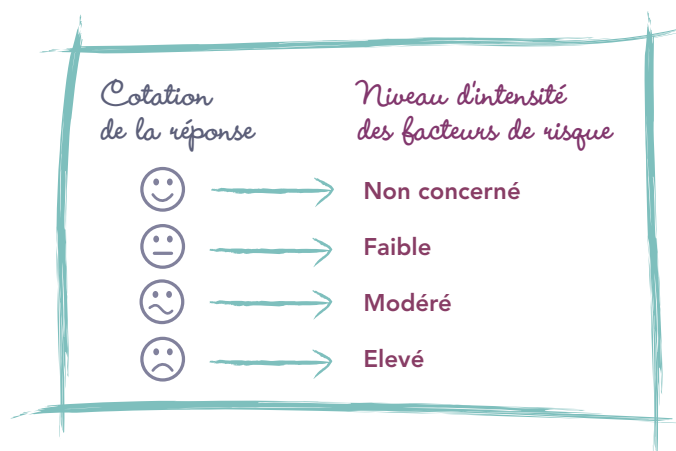 Cotation
de la réponse
Niveau d'intensité
des facteurs de risque
Non concerné
Faible
Modéré
Elevé